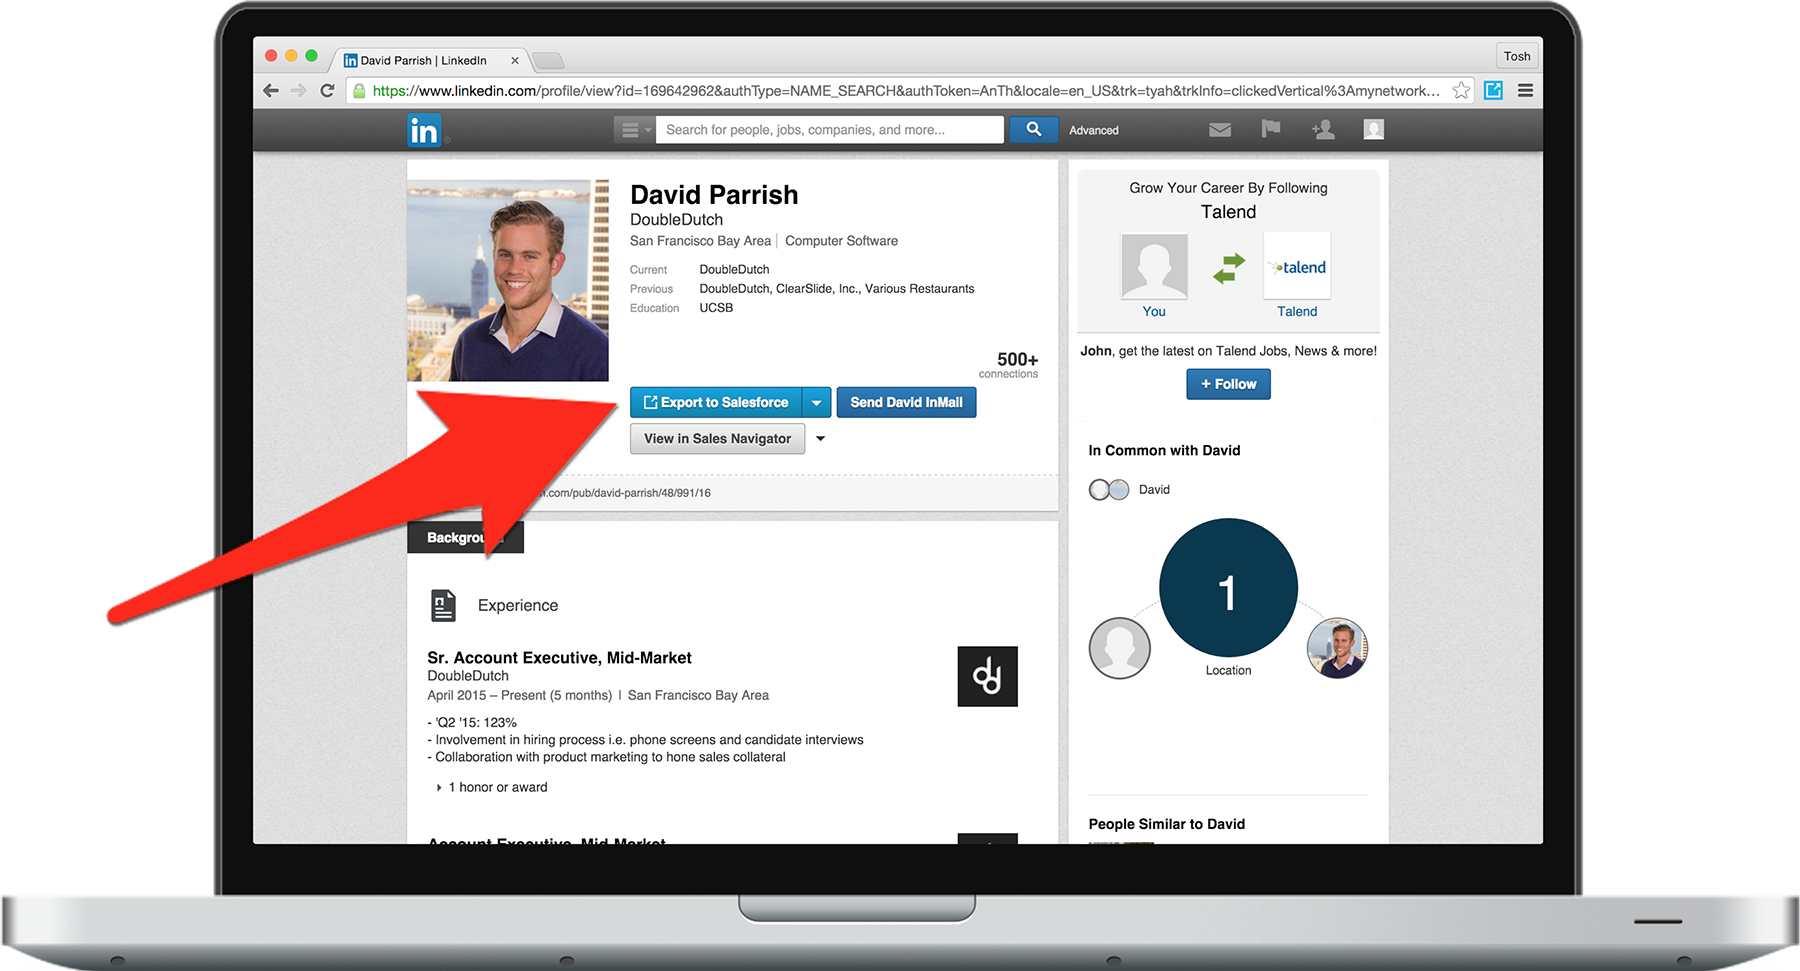 David Parrish | LinkedIn
Tosh
https://www.linkedin.com/profile/view?id=169642962&authType=NAME_SEARCH&authToken=AnTh&locale=en_US&trk=tyah&trkInfo=clickedVertical%3Amynetwork...
in
Search for people, jobs, companies, and more...
Advanced
David Parrish
DoubleDutch
San Francisco Bay Area | Computer Software
Current DoubleDutch
Previous DoubleDutch, ClearSlide, Inc., Various Restaurants
Education UCSB
500+
connections
Export to Salesforce
Send David InMail
View in Sales Navigator
.com/pub/david-parrish/48/991/16
Background
Experience
Sr. Account Executive, Mid-Market
DoubleDutch
April 2015 – Present (5 months) | San Francisco Bay Area
- 'Q2 '15: 123%
- Involvement in hiring process i.e. phone screens and candidate interviews
- Collaboration with product marketing to hone sales collateral
1 honor or award
Account Executive, Mid-Market
Grow Your Career By Following
Talend
talend
You
Talend
John, get the latest on Talend Jobs, News & more!
+ Follow
In Common with David
David
1
Location
People Similar to David